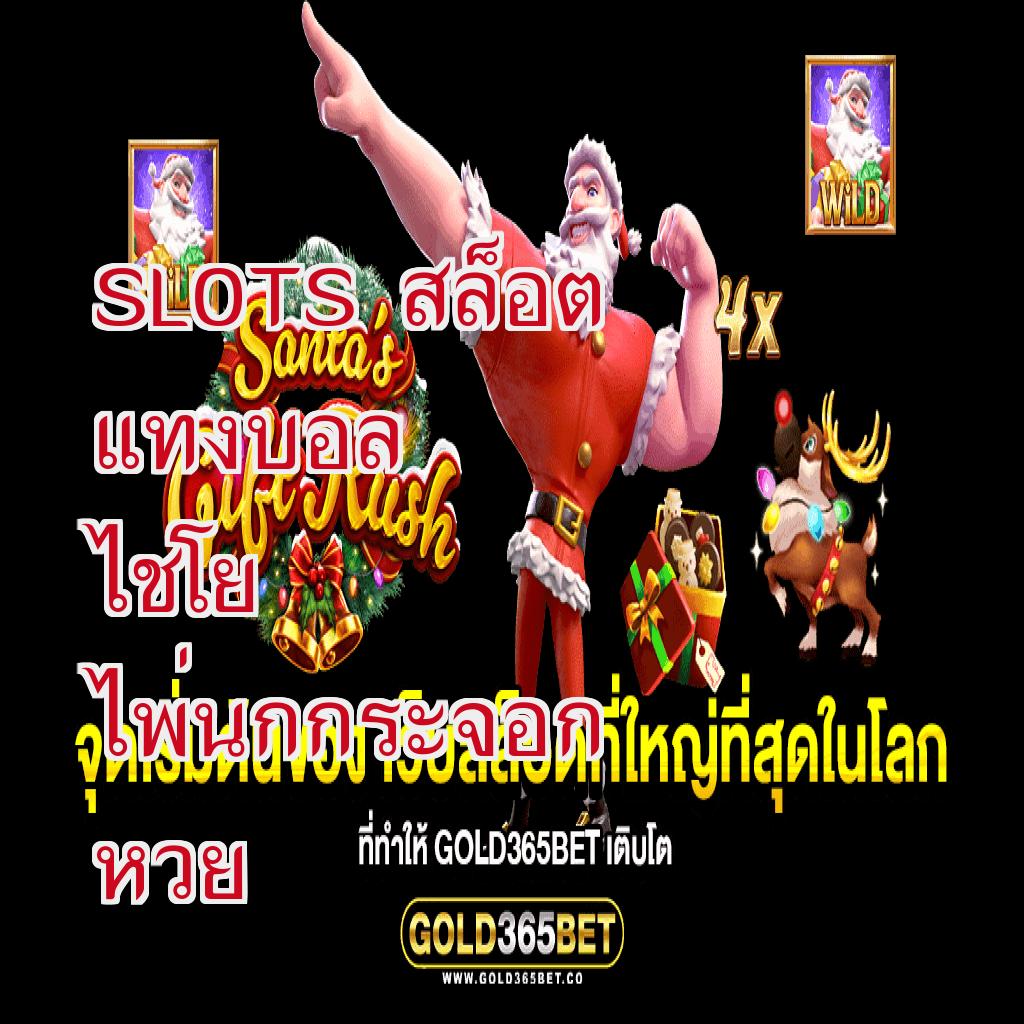 WILD
SLOTS สล็อต
Santa's
4x
แทงบอล
Gift Rush
ไชโย
ไพ่นกกระจอก
ที่ใหญ่ที่สุดในโลก
ที่ทำให้ GOLD365BET เติบโต
หวย
GOLD365BET
WWW.GOLD365BET.CO